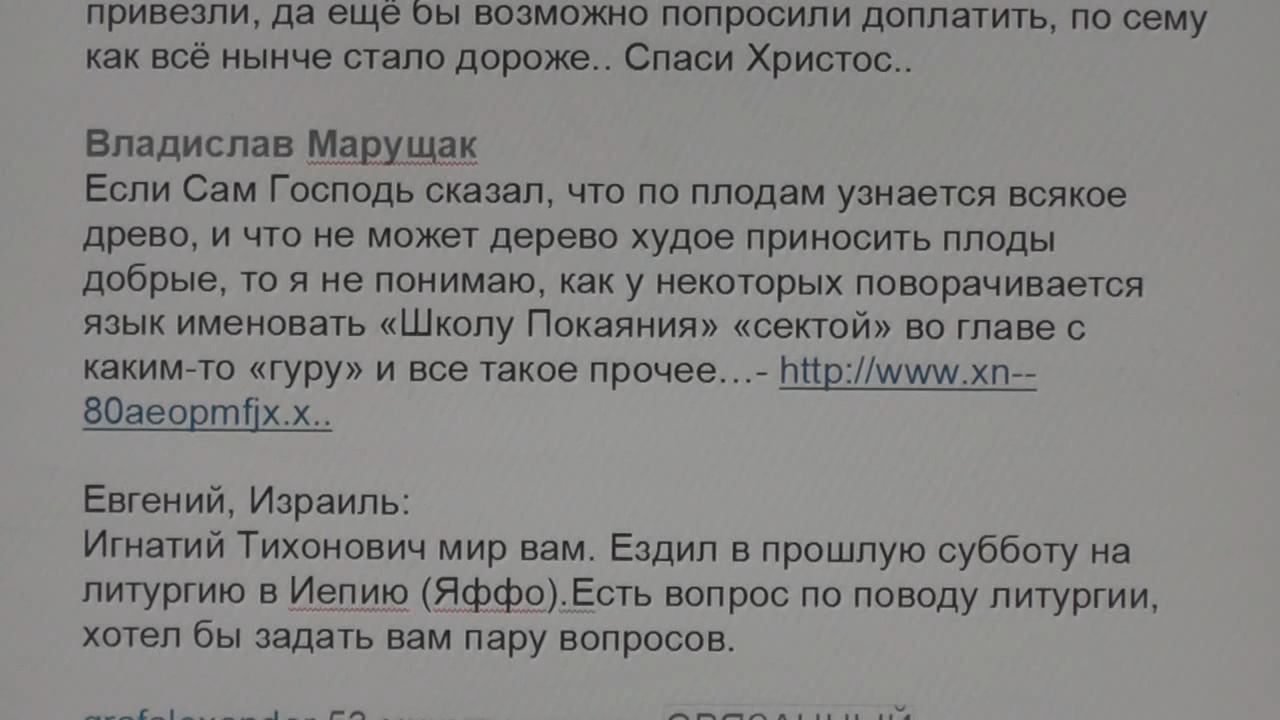 привезли, да ещё бы возможно попросили доплатить, по сему
как всё нынче стало дороже.. Спаси Христос..
Владислав Марущак
Если Сам Господь сказал, что по плодам узнается всякое
древо, и что не может дерево худое приносить плоды
добрые, то я не понимаю, как у некоторых поворачивается
язык именовать «Школу Покаяния» «сектой» во главе с
каким-то «гуру» и все такое прочее…- http://www.xn--
80aeopmfjx.x..
Евгений, Израиль:
Игнатий Тихонович мир вам. Ездил в прошлую субботу на
литургию в Иепию (Яффо).Есть вопрос по поводу литургии,
хотел бы задать вам пару вопросов.